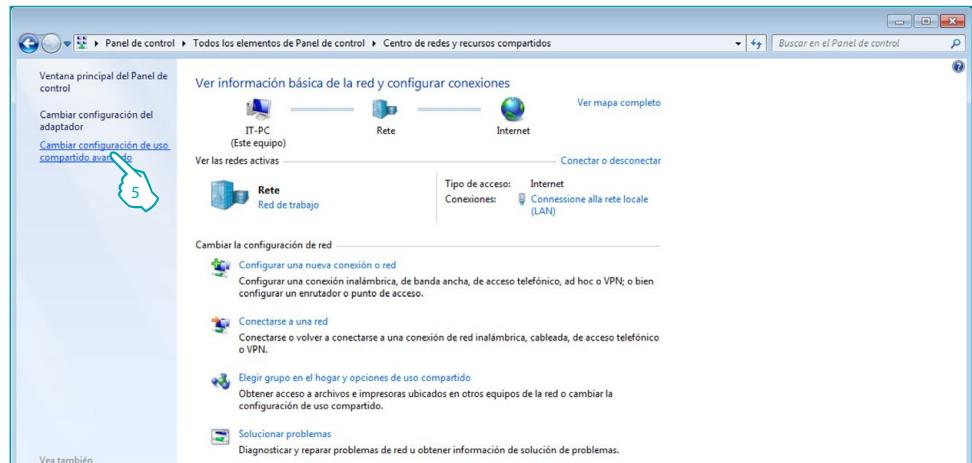 Panel de control ▸ Todos los elementos de Panel de control ▸ Centro de redes y recursos compartidos
Buscar en el Panel de control
Ventana principal del Panel de
control
Cambiar configuración del
adaptador
Cambiar configuración de uso
compartido avanzado
5
Ver información básica de la red y configurar conexiones
Ver mapa completo
IT-PC
(Este equipo)
Rete
Internet
Ver las redes activas
Conectar o desconectar
Rete
Red de trabajo
Tipo de acceso: Internet
Conexiones: Connessione alla rete locale
(LAN)
Cambiar la configuración de red
Configurar una nueva conexión o red
Configurar una conexión inalámbrica, de banda ancha, de acceso telefónico, ad hoc o VPN; o bien
configurar un enrutador o punto de acceso.
Conectarse a una red
Conectarse o volver a conectarse a una conexión de red inalámbrica, cableada, de acceso telefónico
o VPN.
Elegir grupo en el hogar y opciones de uso compartido
Obtener acceso a archivos e impresoras ubicados en otros equipos de la red o cambiar la
configuración de uso compartido.
Solucionar problemas
Diagnosticar y reparar problemas de red u obtener información de solución de problemas.
Vea también